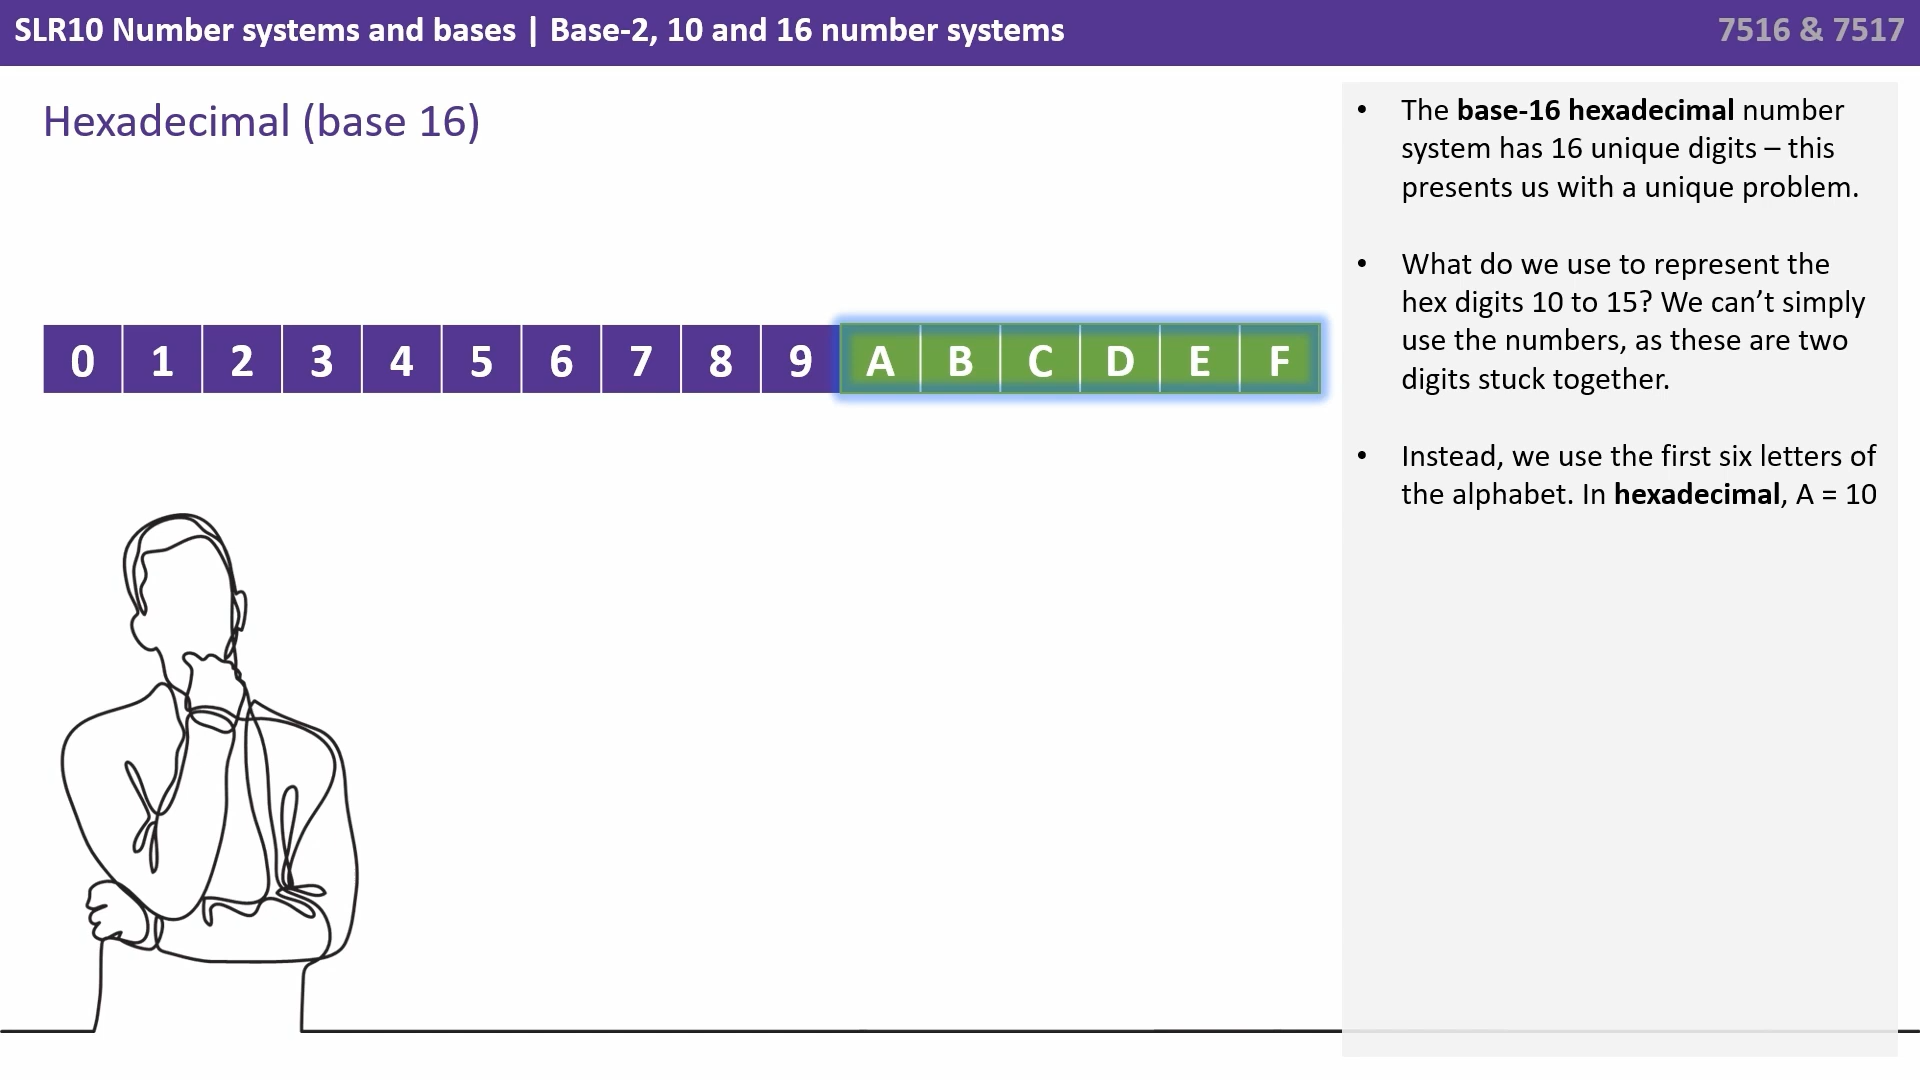 SLR10 Number systems and bases | Base-2, 10 and 16 number systems
7516 & 7517
Hexadecimal (base 16)
0 1 2 3 4 5 6 7 8 9 A B C D E F
• The base-16 hexadecimal number
system has 16 unique digits – this
presents us with a unique problem.
• What do we use to represent the
hex digits 10 to 15? We can’t simply
use the numbers, as these are two
digits stuck together.
• Instead, we use the first six letters of
the alphabet. In hexadecimal, A = 10